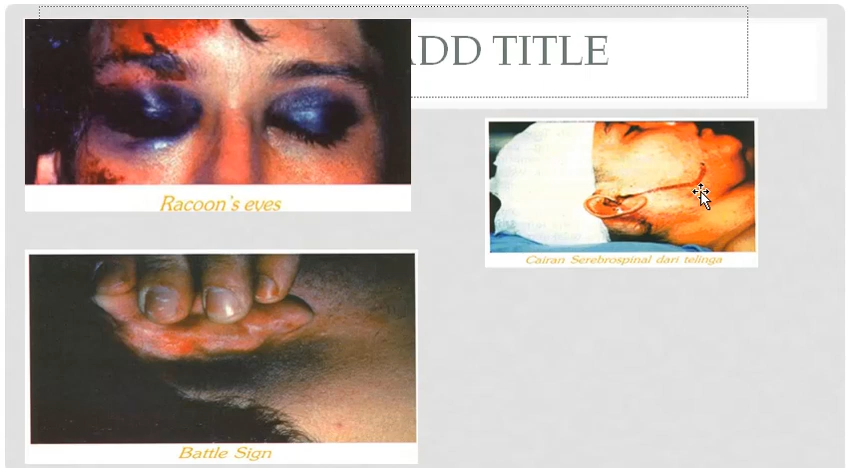 ADD TITLE
Racoon's eyes
Cairan Serebrospinal dari telinga
Battle Sign